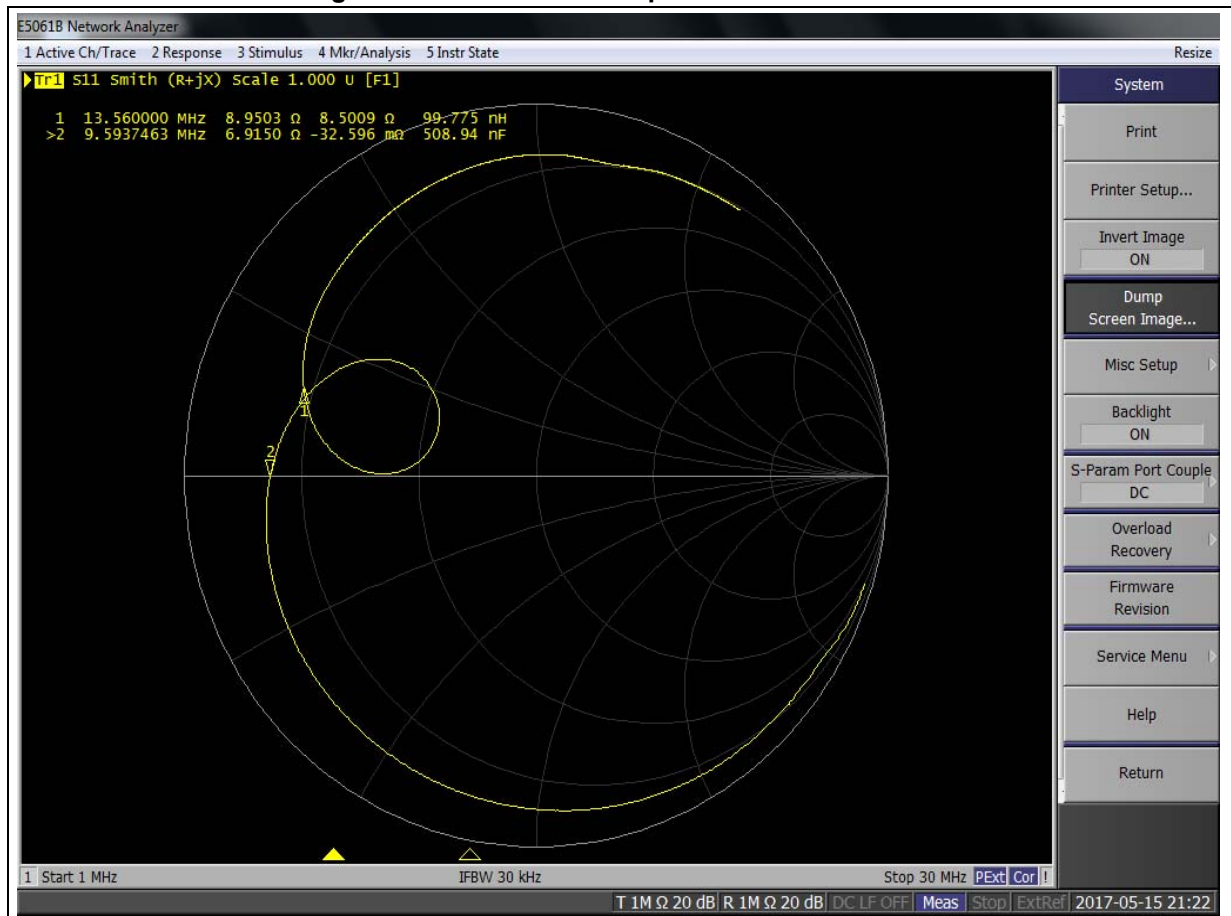 E5061B Network Analyzer
1 Active Ch/Trace 2 Response 3 Stimulus 4 Mkr/Analysis 5 Instr State Resize
Tr1 S11 Smith (R+jX) Scale 1.000 U [F1]
1 13.560000 MHz 8.9503 Ω 8.5009 Ω 99.775 nH
>2 9.5937463 MHz 6.9150 Ω -32.596 mΩ 508.94 nF
2
1
System
Print
Printer Setup...
Invert Image
ON
Dump
Screen Image...
Misc Setup
Backlight
ON
S-Param Port Couple
DC
Overload
Recovery
Firmware
Revision
Service Menu
Help
Return
1 Start 1 MHz IFBW 30 kHz Stop 30 MHz PExt Cor !
T 1M Ω 20 dB R 1M Ω 20 dB DC LF OFF Meas Stop ExtRef 2017-05-15 21:22